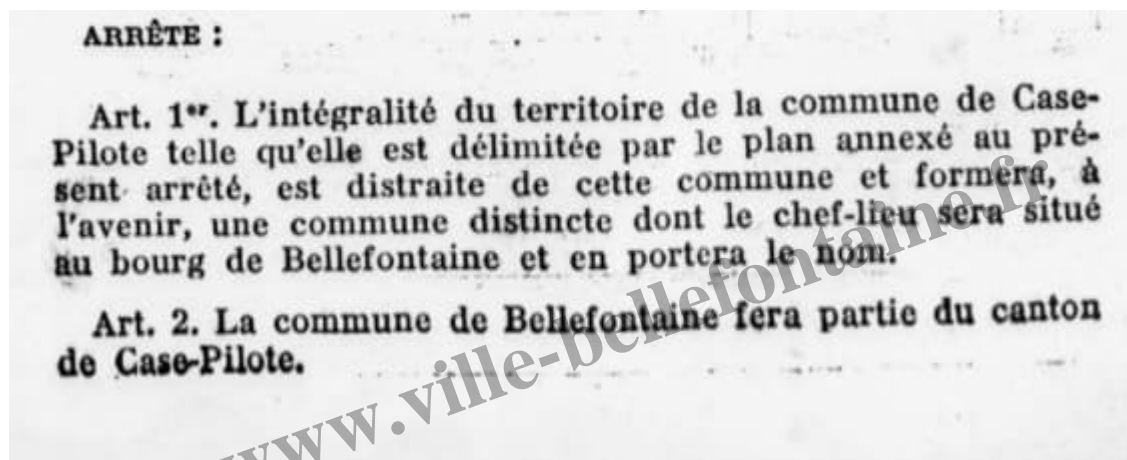 ARRÊTE :
Art. 1er. L'intégralité du territoire de la commune de Case-
Pilote telle qu'elle est délimitée par le plan annexé au pré-
sent arrêté, est distraite de cette commune et formera, à
l'avenir, une commune distincte dont le chef-lieu sera situé
au bourg de Bellefontaine et en portera le nom.
Art. 2. La commune de Bellefontaine fera partie du canton
de Case-Pilote.
www.ville-bellefontaine.fr